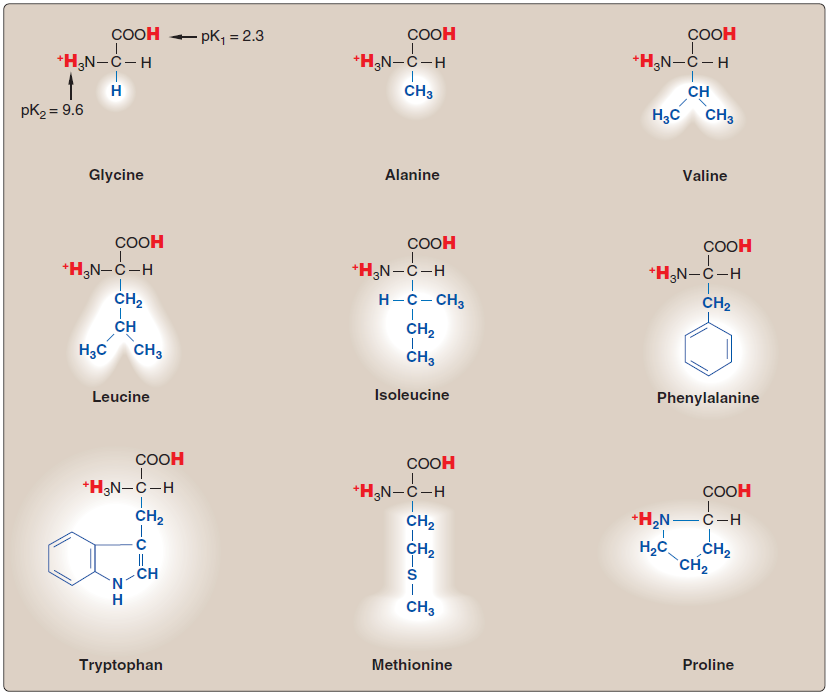 COOH ← pK₁ = 2.3
⁺H₃N–C–H
H
pK₂ = 9.6
Glycine
COOH
⁺H₃N–C–H
CH₃
Alanine
COOH
⁺H₃N–C–H
CH
H₃C CH₃
Valine
COOH
⁺H₃N–C–H
CH₂
CH
H₃C CH₃
Leucine
COOH
⁺H₃N–C–H
H–C–CH₃
CH₂
CH₃
Isoleucine
COOH
⁺H₃N–C–H
CH₂
Phenylalanine
COOH
⁺H₃N–C–H
CH₂
C
CH
N
H
Tryptophan
COOH
⁺H₃N–C–H
CH₂
CH₂
S
CH₃
Methionine
COOH
⁺H₂N–C–H
H₂C CH₂
CH₂
Proline